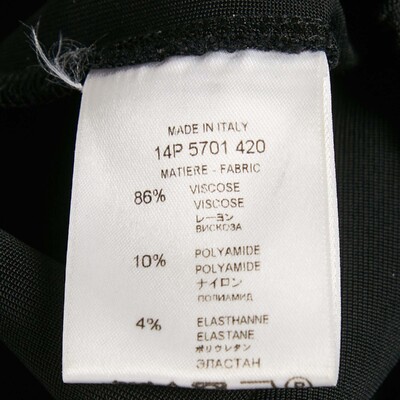 MADE IN ITALY
14P 5701 420
MATIERE - FABRIC
86% VISCOSE
VISCOSE
レーヨン
ВИСКОЗА
10% POLYAMIDE
POLYAMIDE
ナイロン
ПОЛИАМИД
4% ELASTHANNE
ELASTANE
ポリウレタン
ЭЛАСТАН